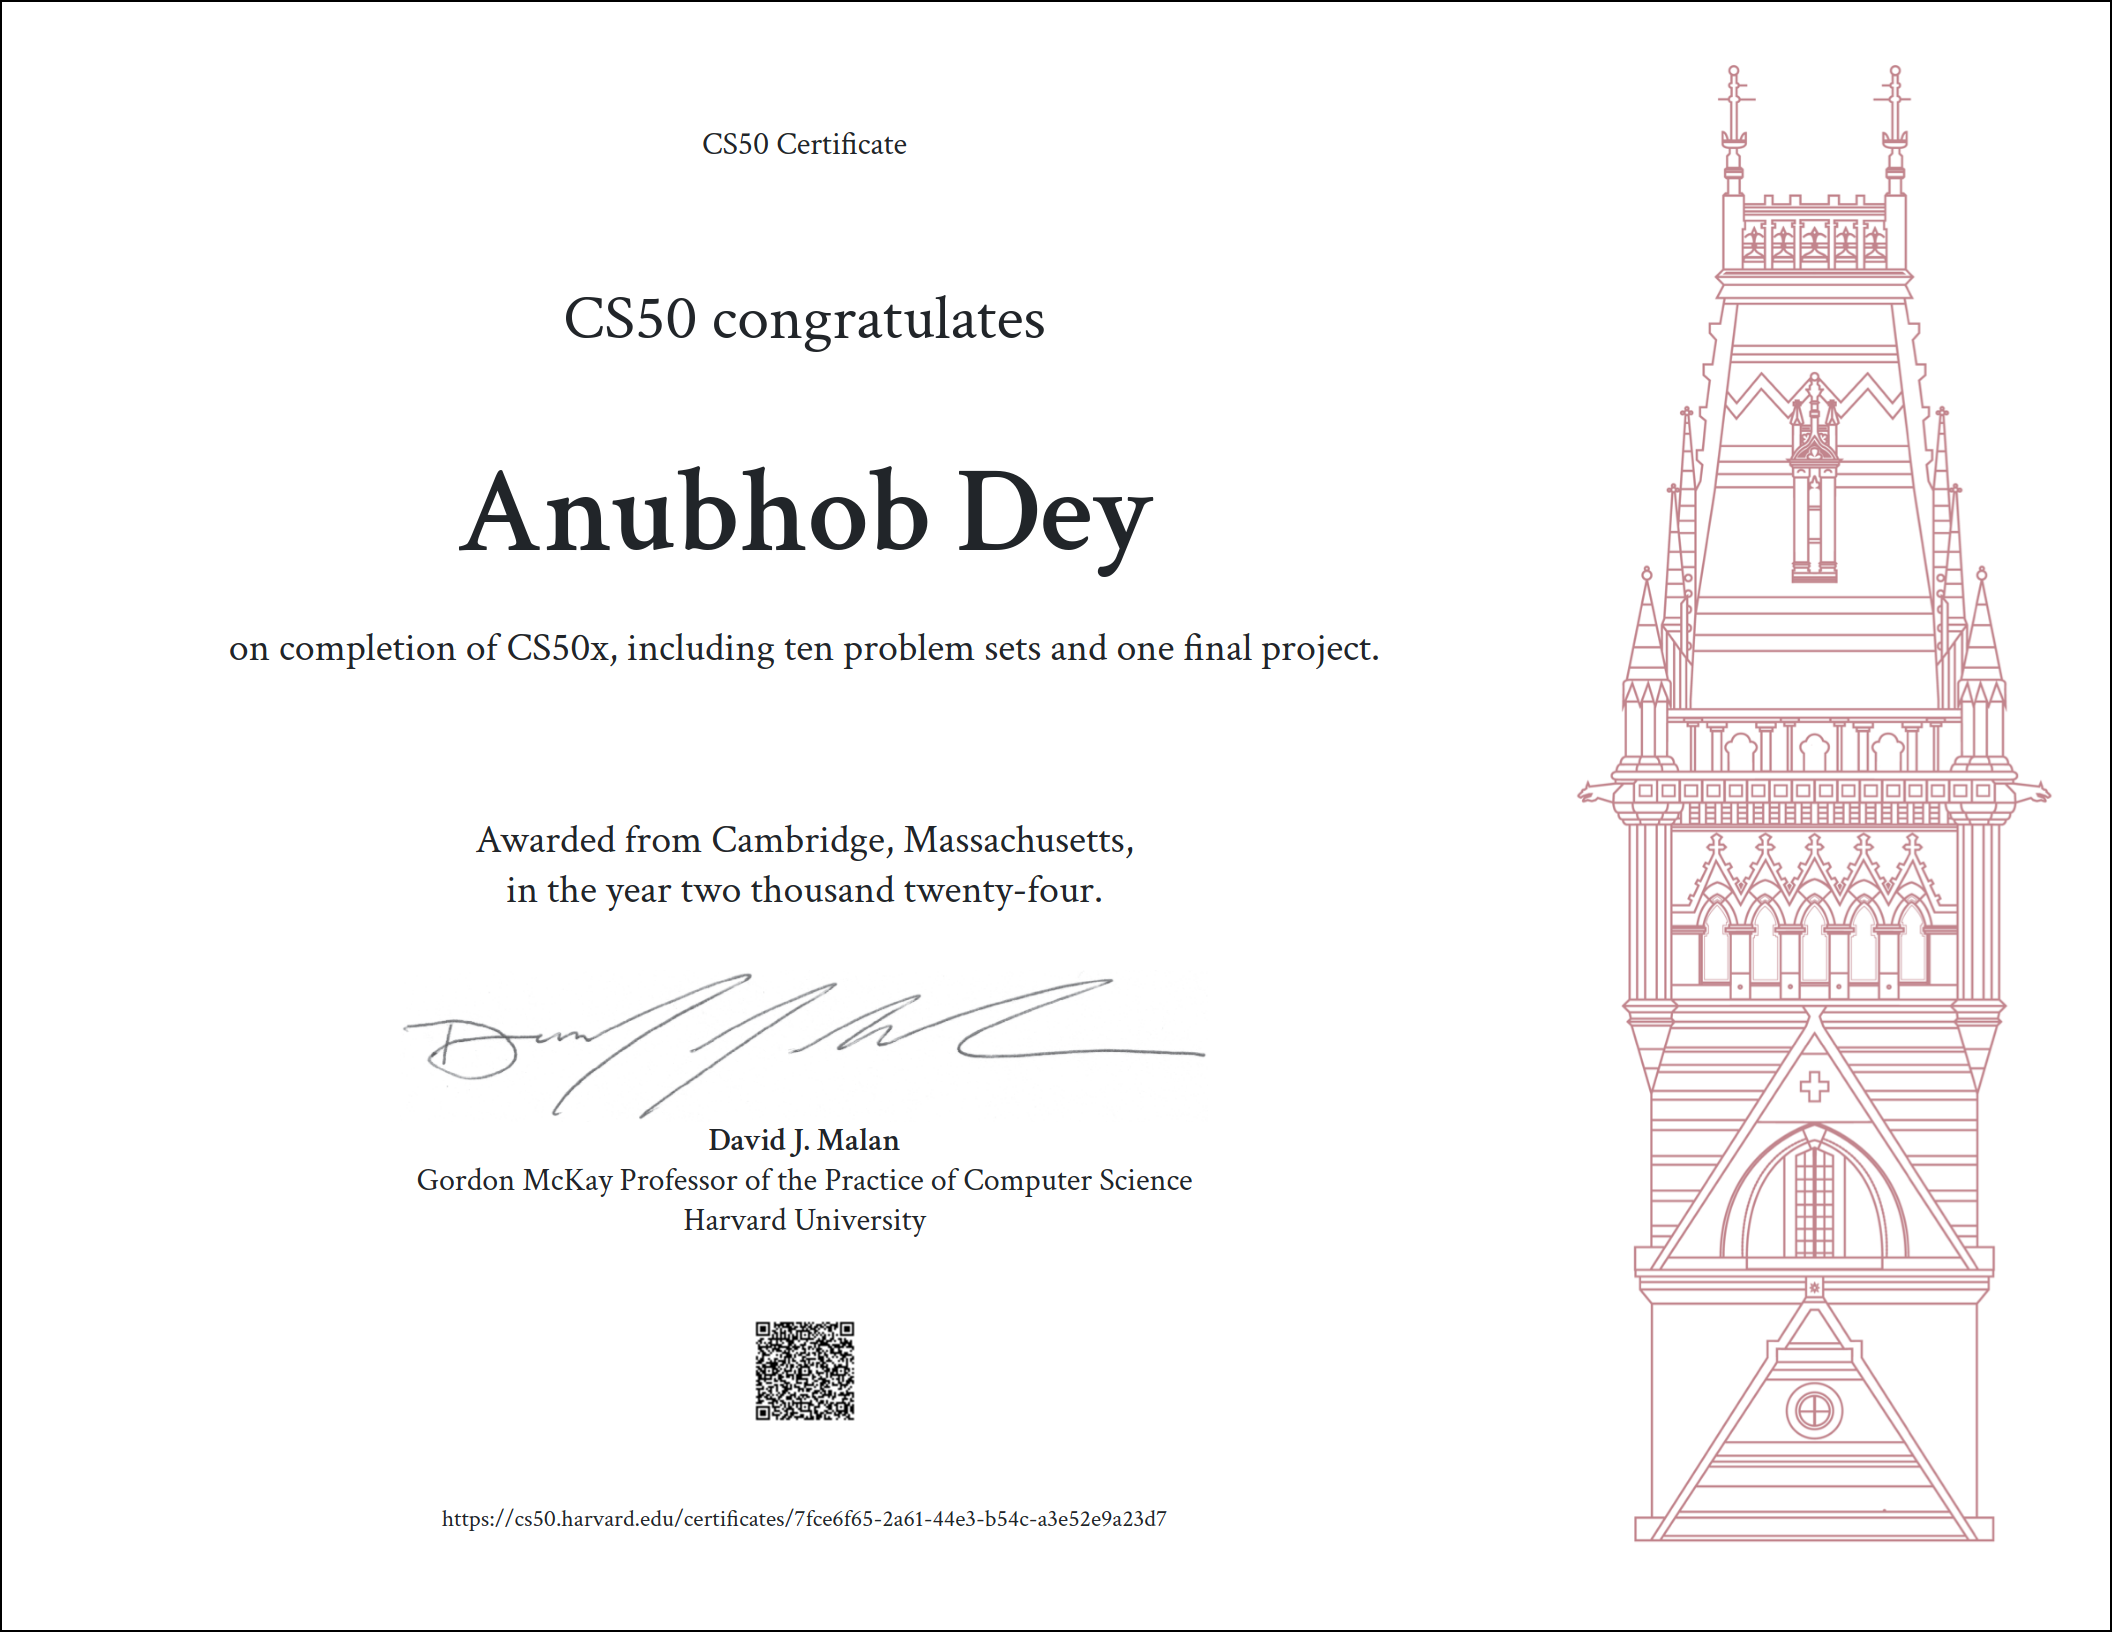 CS50 Certificate
CS50 congratulates
Anubhob Dey
on completion of CS50x, including ten problem sets and one final project.
Awarded from Cambridge, Massachusetts,
in the year two thousand twenty-four.
David J. Malan
Gordon McKay Professor of the Practice of Computer Science
Harvard University
https://cs50.harvard.edu/certificates/7fce6f65-2a61-44e3-b54c-a3e52e9a23d7